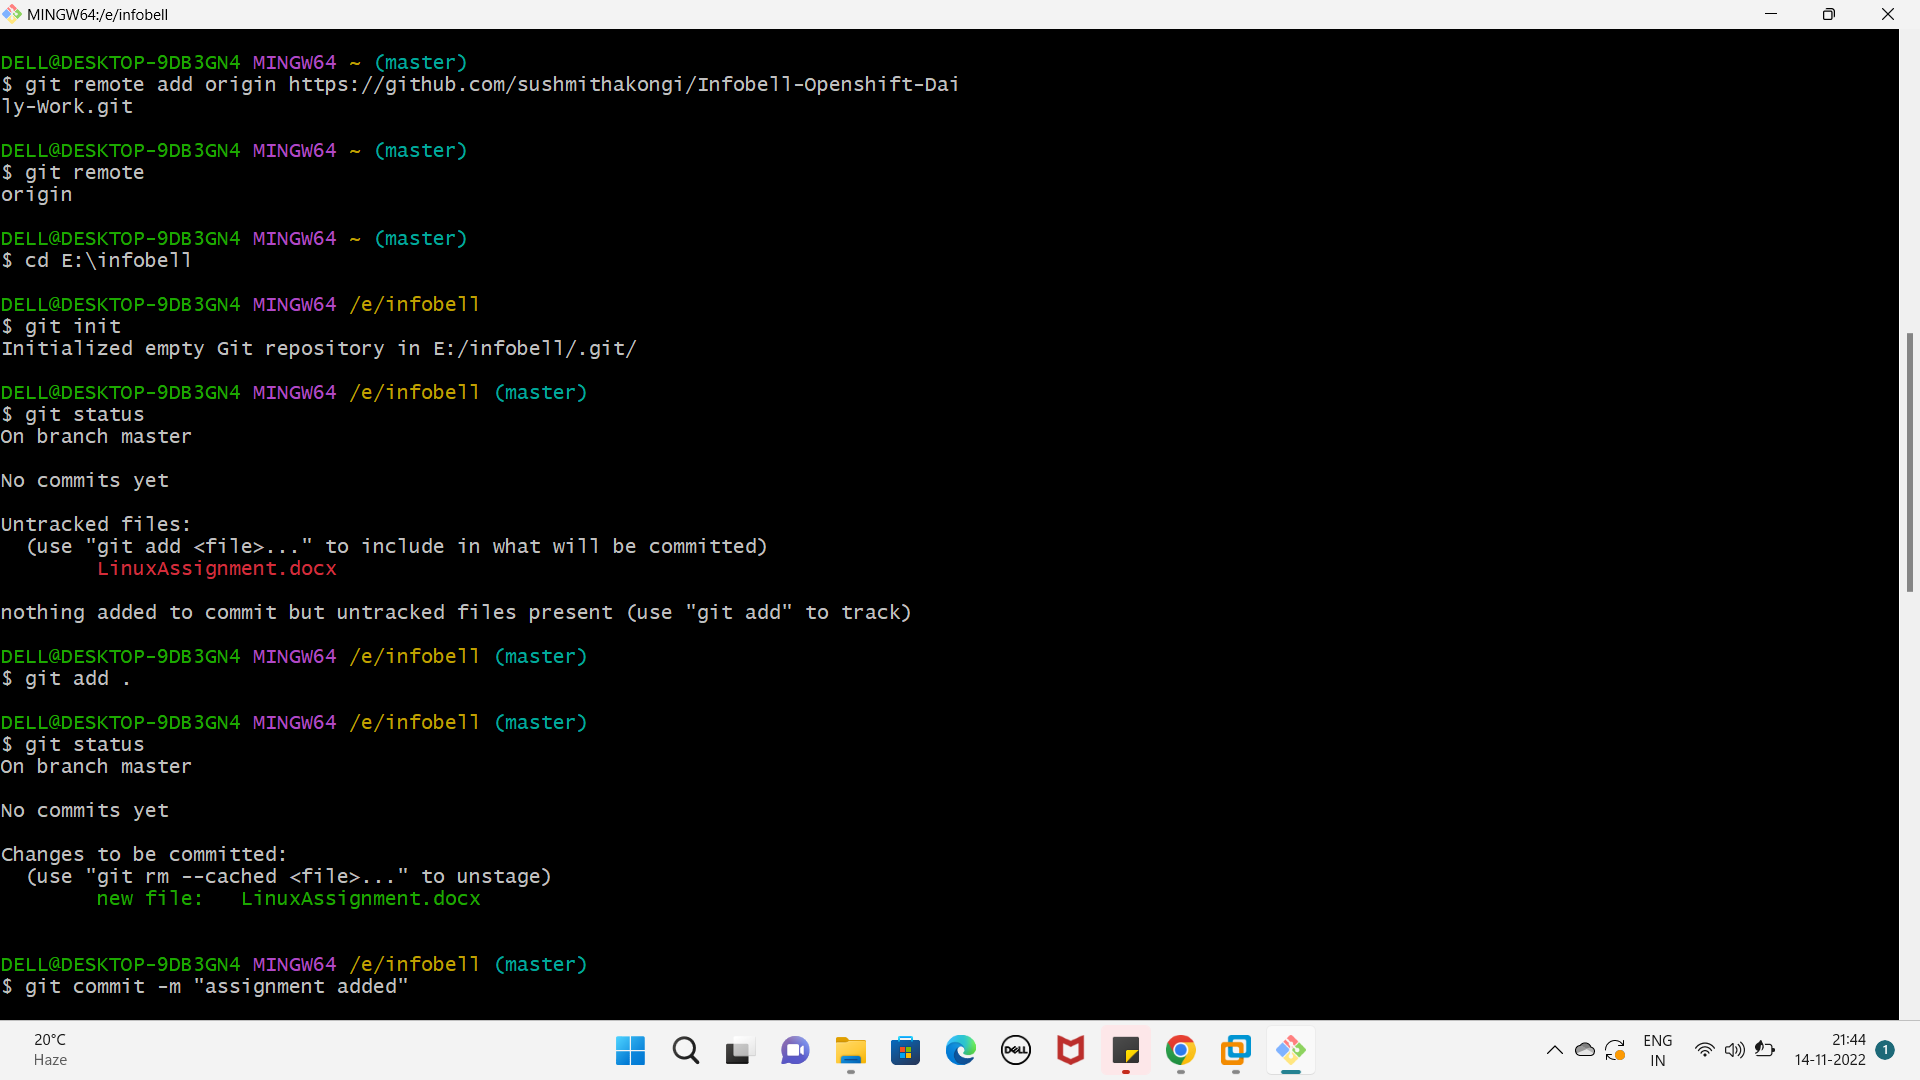 MINGW64:/e/infobell
DELL@DESKTOP-9DB3GN4 MINGW64 ~ (master)
$ git remote add origin https://github.com/sushmithakongi/Infobell-Openshift-Dai
ly-Work.git
DELL@DESKTOP-9DB3GN4 MINGW64 ~ (master)
$ git remote
origin
DELL@DESKTOP-9DB3GN4 MINGW64 ~ (master)
$ cd E:\infobell
DELL@DESKTOP-9DB3GN4 MINGW64 /e/infobell
$ git init
Initialized empty Git repository in E:/infobell/.git/
DELL@DESKTOP-9DB3GN4 MINGW64 /e/infobell (master)
$ git status
On branch master
No commits yet
Untracked files:
  (use "git add <file>..." to include in what will be committed)
        LinuxAssignment.docx
nothing added to commit but untracked files present (use "git add" to track)
DELL@DESKTOP-9DB3GN4 MINGW64 /e/infobell (master)
$ git add .
DELL@DESKTOP-9DB3GN4 MINGW64 /e/infobell (master)
$ git status
On branch master
No commits yet
Changes to be committed:
  (use "git rm --cached <file>..." to unstage)
        new file:   LinuxAssignment.docx
DELL@DESKTOP-9DB3GN4 MINGW64 /e/infobell (master)
$ git commit -m "assignment added"
20°C
Haze
DELL
ENG
IN
21:44
14-11-2022
1